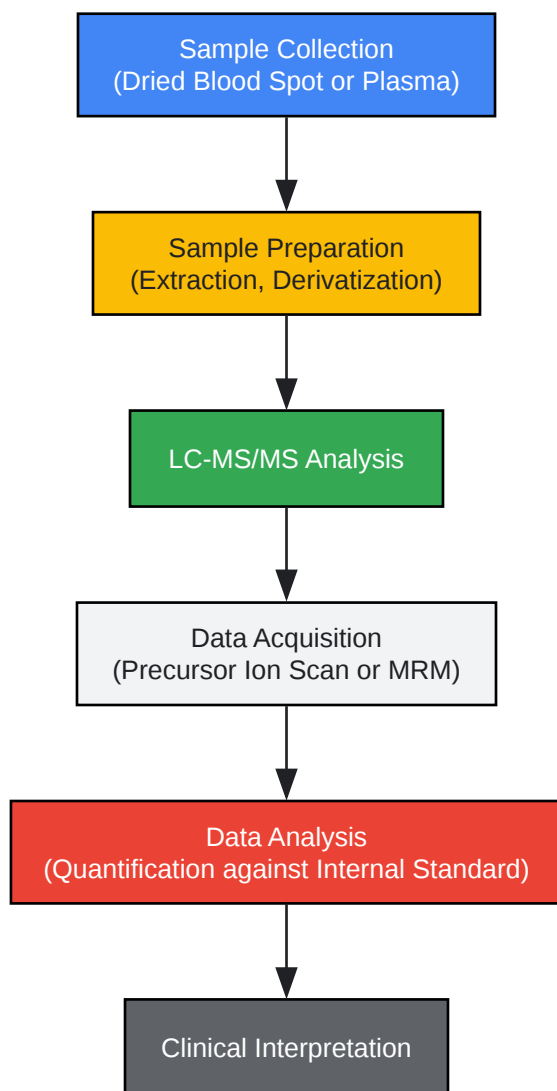 Sample Collection
(Dried Blood Spot or Plasma)
Sample Preparation
(Extraction, Derivatization)
LC-MS/MS Analysis
Data Acquisition
(Precursor Ion Scan or MRM)
Data Analysis
(Quantification against Internal Standard)
Clinical Interpretation